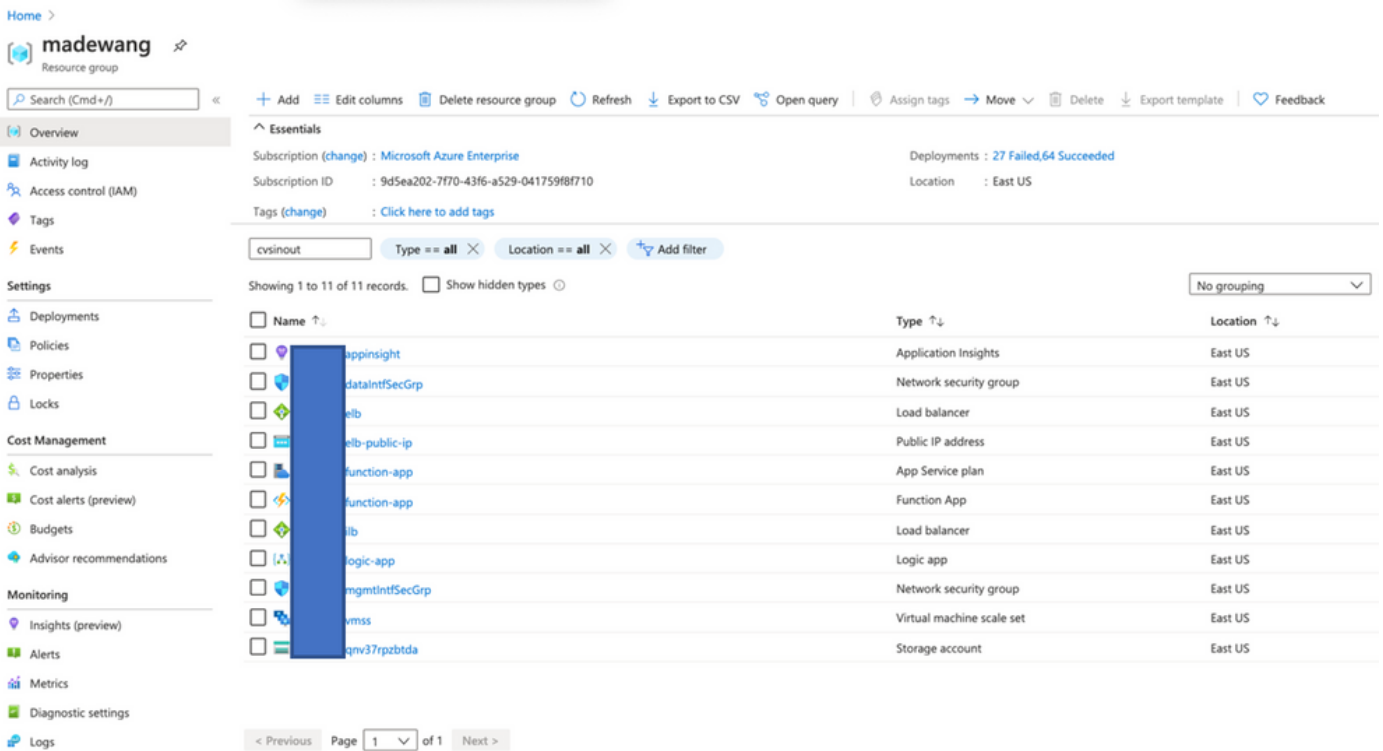 Home >
madewang
Resource group
Search (Cmd+/)
«
Overview
Activity log
Access control (IAM)
Tags
Events
Settings
Deployments
Policies
Properties
Locks
Cost Management
Cost analysis
Cost alerts (preview)
Budgets
Advisor recommendations
Monitoring
Insights (preview)
Alerts
Metrics
Diagnostic settings
Logs
Add Edit columns Delete resource group Refresh Export to CSV Open query Assign tags Move Delete Export template Feedback
Essentials
Subscription (change) : Microsoft Azure Enterprise Deployments : 27 Failed,64 Succeeded
Subscription ID : 9d5ea202-7f70-43f6-a529-041759f8f710 Location : East US
Tags (change) : Click here to add tags
cvsinout Type == all Location == all Add filter
Showing 1 to 11 of 11 records. Show hidden types No grouping
Name Type Location
appinsight Application Insights East US
dataIntfSecGrp Network security group East US
elb Load balancer East US
elb-public-ip Public IP address East US
function-app App Service plan East US
function-app Function App East US
ilb Load balancer East US
logic-app Logic app East US
mgmtIntfSecGrp Network security group East US
vmss Virtual machine scale set East US
qnv37rpzbtda Storage account East US
< Previous Page 1 of 1 Next >